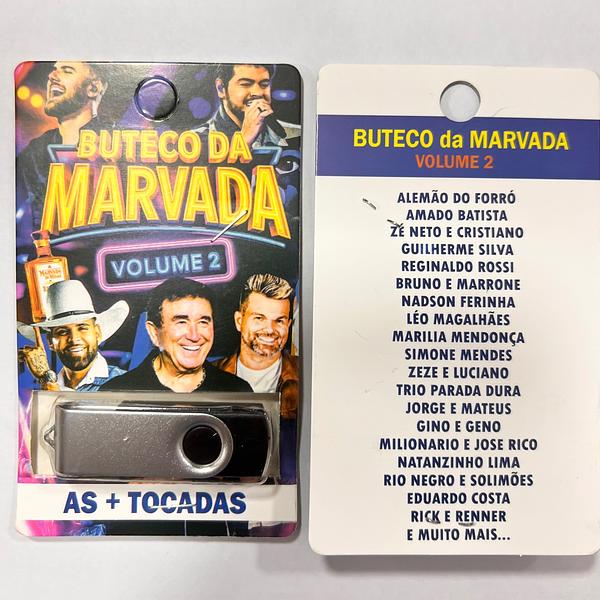 BUTECO DA
MARVADA
VOLUME 2
AS + TOCADAS
BUTECO da MARVADA
VOLUME 2
ALEMÃO DO FORRÓ
AMADO BATISTA
ZÉ NETO E CRISTIANO
GUILHERME SILVA
REGINALDO ROSSI
BRUNO E MARRONE
NADSON FERINHA
LÉO MAGALHÃES
MARILIA MENDONÇA
SIMONE MENDES
ZEZE E LUCIANO
TRIO PARADA DURA
JORGE E MATEUS
GINO E GENO
MILIONARIO E JOSE RICO
NATANZINHO LIMA
RIO NEGRO E SOLIMÕES
EDUARDO COSTA
RICK E RENNER
E MUITO MAIS...